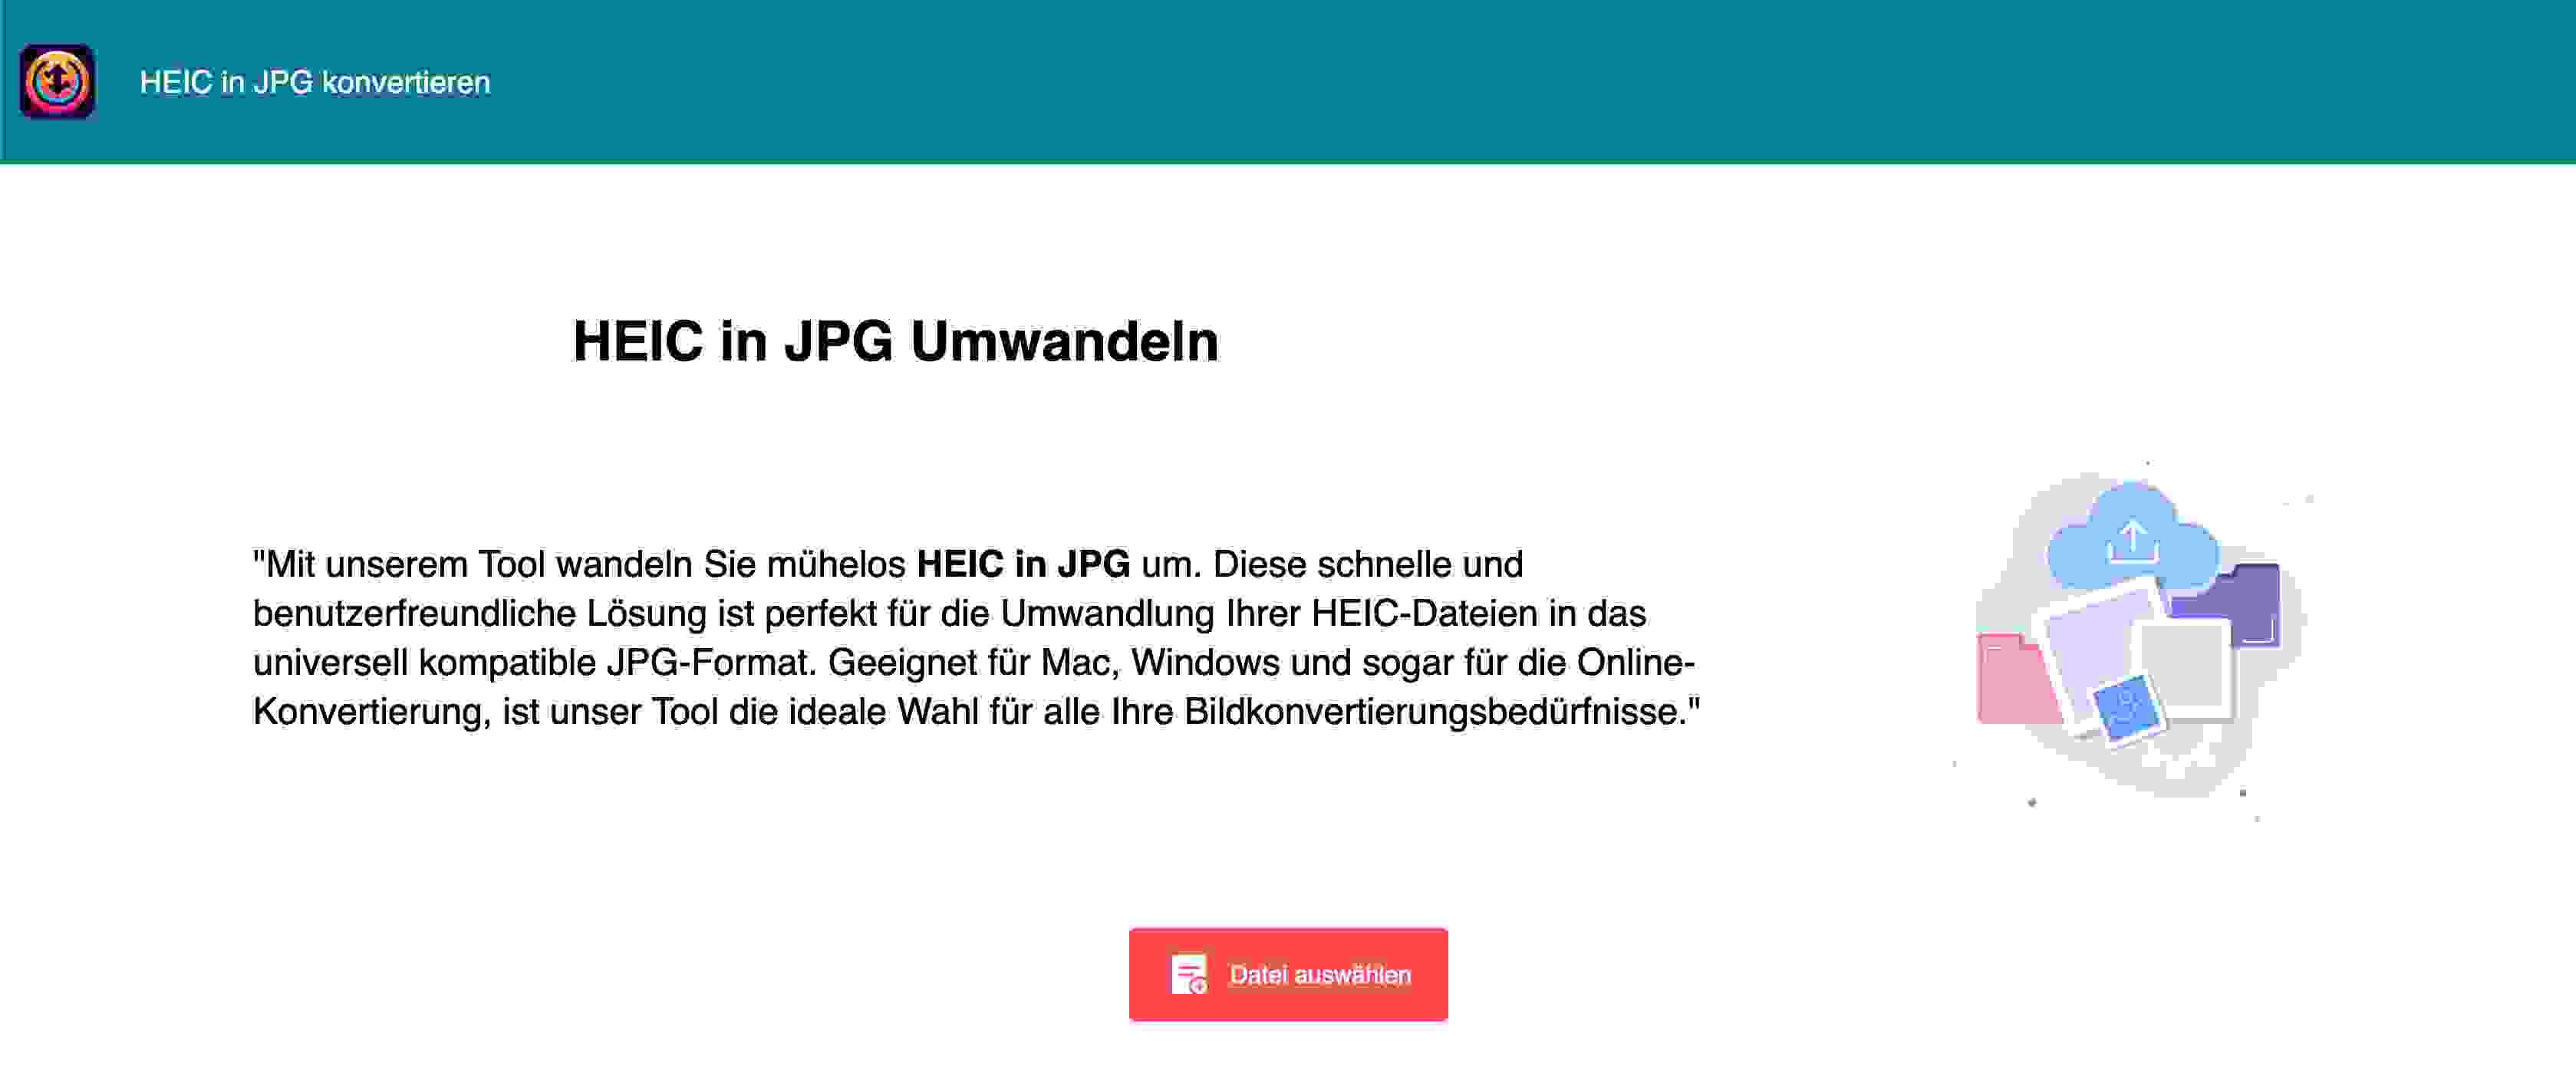 HEIC in JPG konvertieren
HEIC in JPG Umwandeln
"Mit unserem Tool wandeln Sie mühelos HEIC in JPG um. Diese schnelle und
benutzerfreundliche Lösung ist perfekt für die Umwandlung Ihrer HEIC-Dateien in das
universell kompatible JPG-Format. Geeignet für Mac, Windows und sogar für die Online-
Konvertierung, ist unser Tool die ideale Wahl für alle Ihre Bildkonvertierungsbedürfnisse."
Datei auswählen